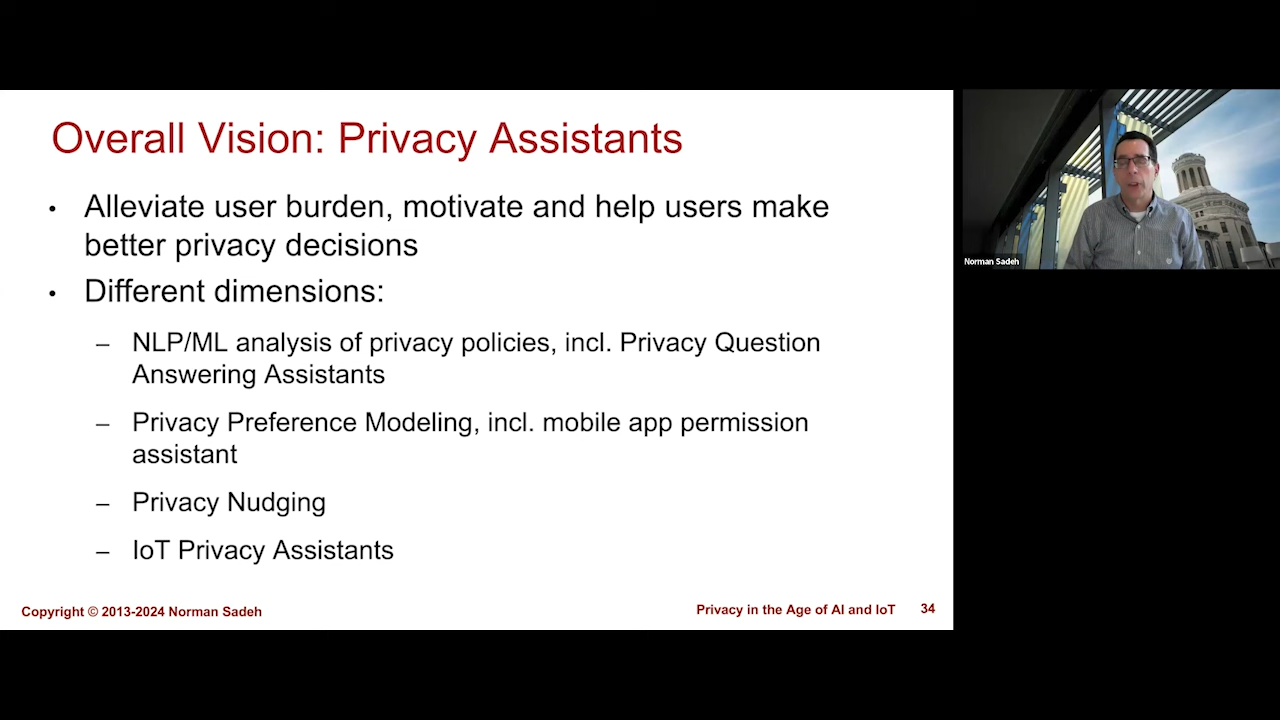 Overall Vision: Privacy Assistants
• Alleviate user burden, motivate and help users make
better privacy decisions
• Different dimensions:
– NLP/ML analysis of privacy policies, incl. Privacy Question
Answering Assistants
– Privacy Preference Modeling, incl. mobile app permission
assistant
– Privacy Nudging
– IoT Privacy Assistants
Copyright © 2013-2024 Norman Sadeh
Privacy in the Age of AI and IoT 34
Norman Sadeh